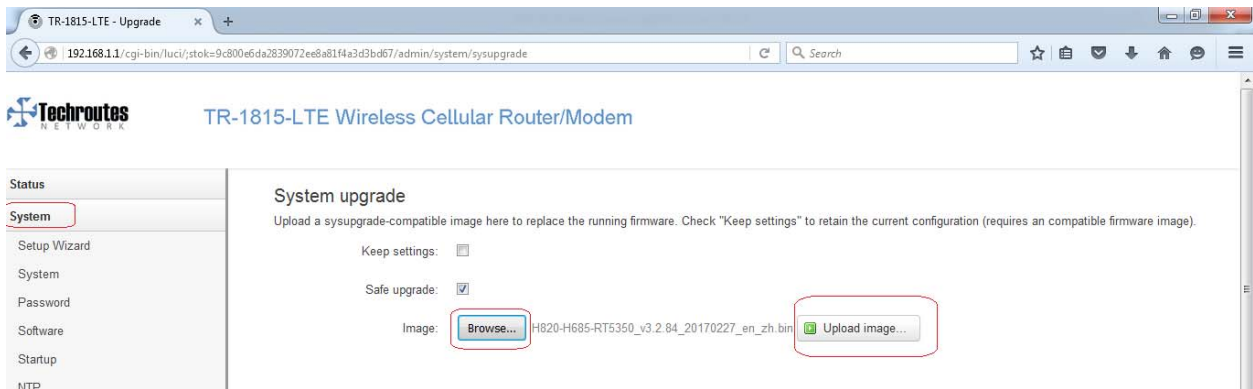 TR-1815-LTE - Upgrade
192.168.1.1/cgi-bin/luci/;stok=9c800e6da2839072ee8a81f4a3d3bd67/admin/system/sysupgrade
Search
Techroutes
NETWORK
TR-1815-LTE Wireless Cellular Router/Modem
Status
System
Setup Wizard
System
Password
Software
Startup
NTP
System upgrade
Upload a sysupgrade-compatible image here to replace the running firmware. Check "Keep settings" to retain the current configuration (requires an compatible firmware image).
Keep settings:
Safe upgrade:
Image: Browse... H820-H685-RT5350_v3.2.84_20170227_en_zh.bin Upload image...